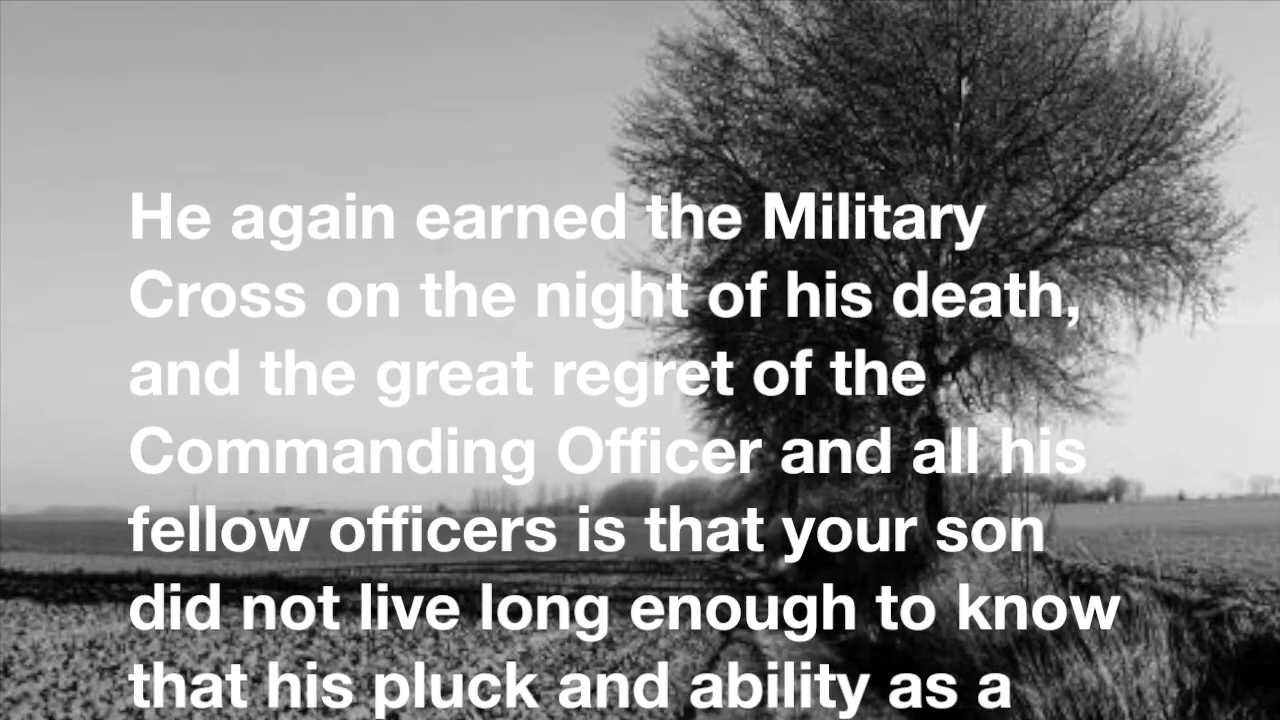 He again earned the Military
Cross on the night of his death,
and the great regret of the
Commanding Officer and all his
fellow officers is that your son
did not live long enough to know
that his pluck and ability as a